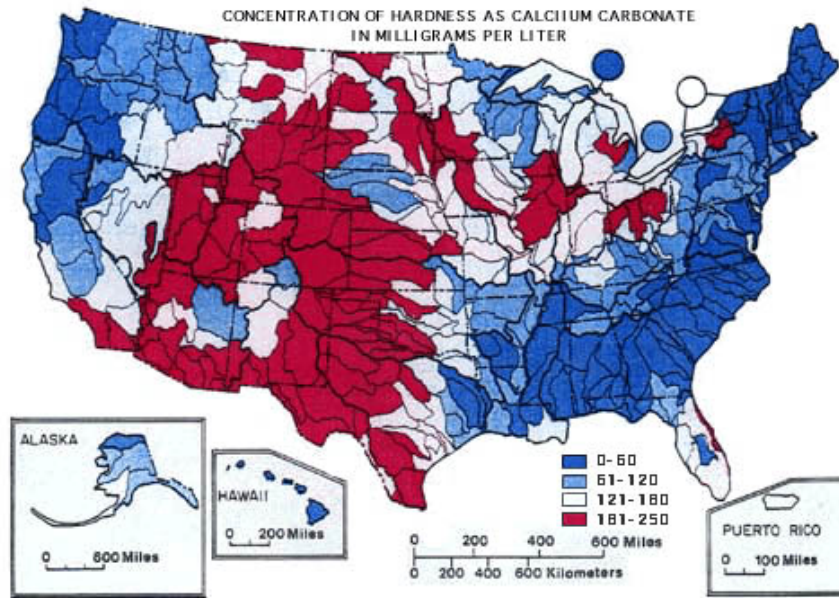 CONCENTRATION OF HARDNESS AS CALCIIUM CARBONATE
IN MILLIGRAMS PER LITER
ALASKA
0 600 Miles
HAWAII
0 200 Miles
0-60
61-120
121-180
181-250
0 200 400 600 Miles
0 200 400 600 Kilometers
PUERTO RICO
0 100 Miles